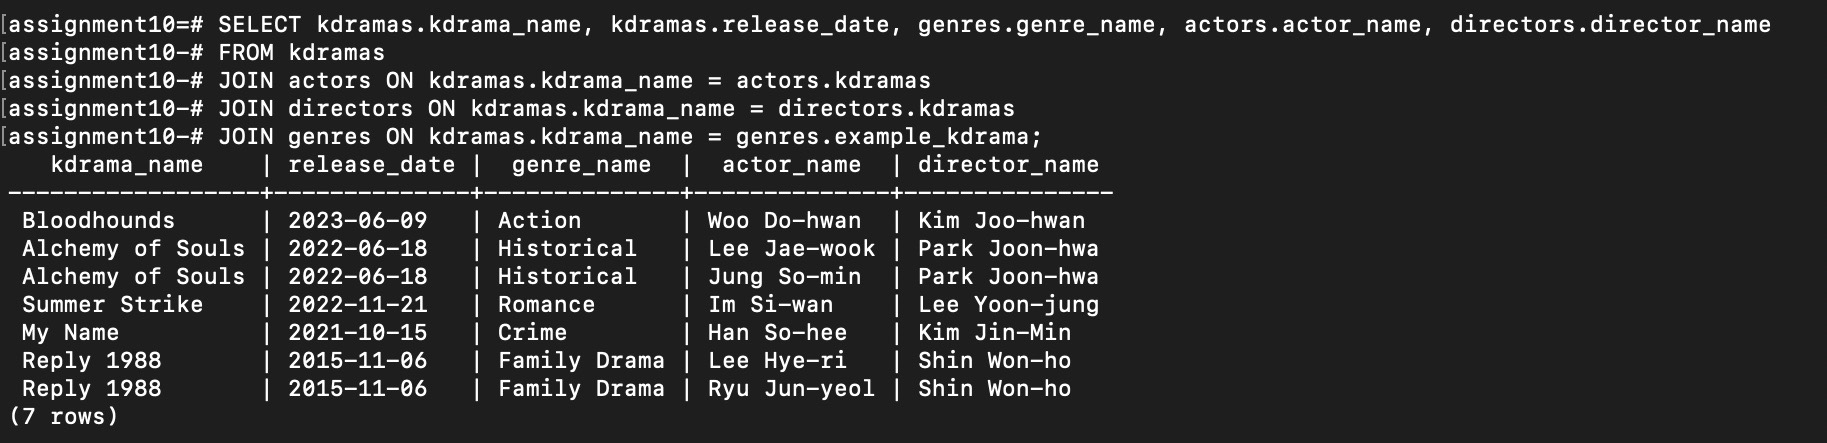 [assignment10=# SELECT kdramas.kdrama_name, kdramas.release_date, genres.genre_name, actors.actor_name, directors.director_name
[assignment10-# FROM kdramas
[assignment10-# JOIN actors ON kdramas.kdrama_name = actors.kdramas
[assignment10-# JOIN directors ON kdramas.kdrama_name = directors.kdramas
[assignment10-# JOIN genres ON kdramas.kdrama_name = genres.example_kdrama;
   kdrama_name    | release_date |  genre_name  |  actor_name  | director_name
------------------+--------------+--------------+--------------+---------------
 Bloodhounds      | 2023-06-09   | Action       | Woo Do-hwan  | Kim Joo-hwan
 Alchemy of Souls | 2022-06-18   | Historical   | Lee Jae-wook | Park Joon-hwa
 Alchemy of Souls | 2022-06-18   | Historical   | Jung So-min  | Park Joon-hwa
 Summer Strike    | 2022-11-21   | Romance      | Im Si-wan    | Lee Yoon-jung
 My Name          | 2021-10-15   | Crime        | Han So-hee   | Kim Jin-Min
 Reply 1988       | 2015-11-06   | Family Drama | Lee Hye-ri   | Shin Won-ho
 Reply 1988       | 2015-11-06   | Family Drama | Ryu Jun-yeol | Shin Won-ho
(7 rows)